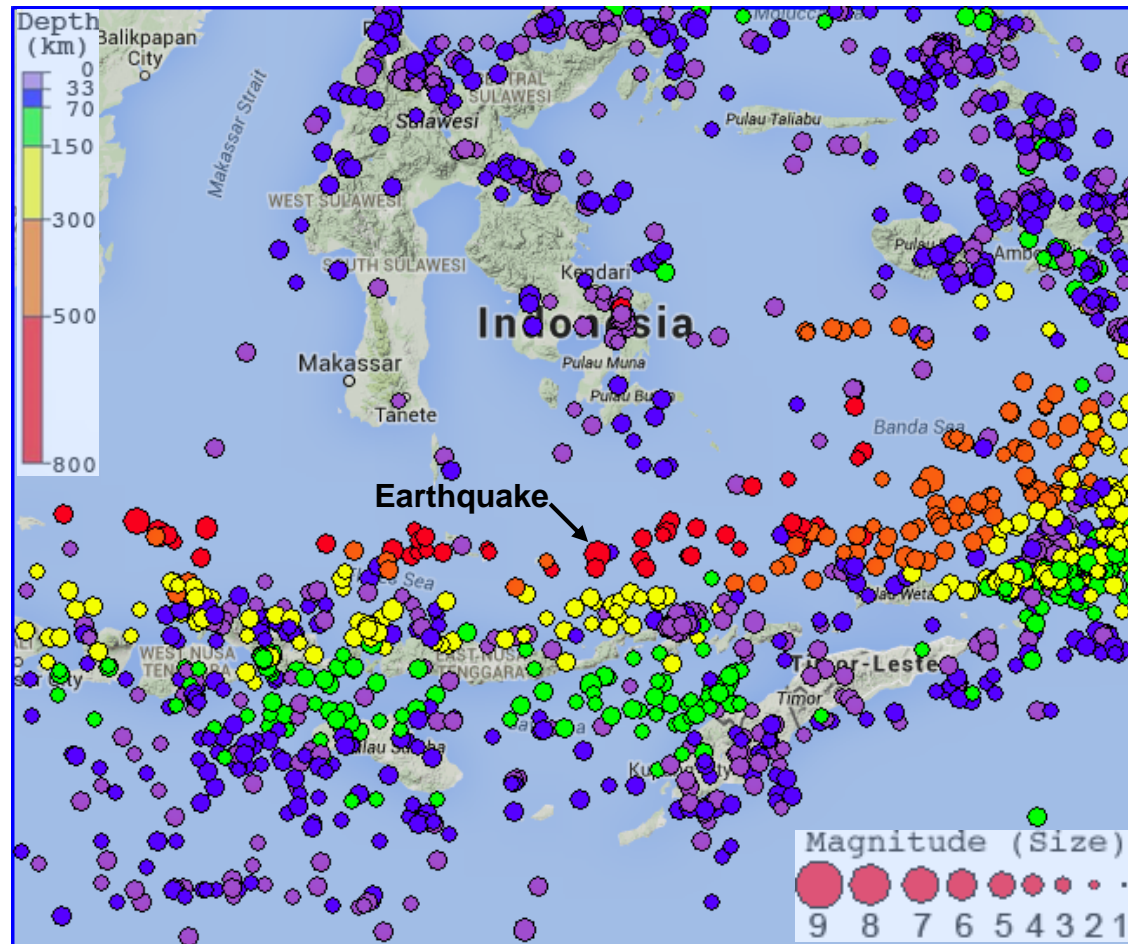 Depth
(km)
0
33
70
150
300
500
800
Balikpapan
City
Makassar Strait
CENTRAL
SULAWESI
Sulawesi
Pulau Taliabu
WEST SULAWESI
SOUTH SULAWESI
Kendari
Indonesia
Makassar
Pulau Muna
Tanete
Banda Sea
Earthquake
Sea
WEST NUSA
TENGGARA
EAST NUSA
TENGGARA
Timor-Leste
Timor
City
Magnitude (Size)
9 8 7 6 5 4 3 2 1